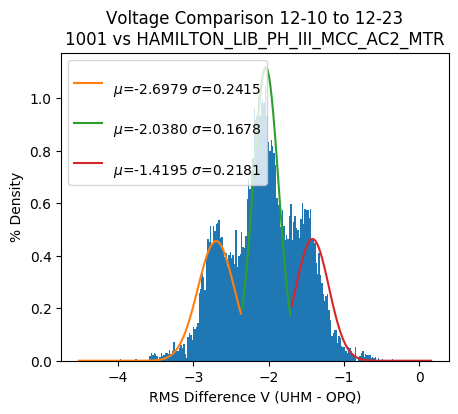 Voltage Comparison 12-10 to 12-23
1001 vs HAMILTON_LIB_PH_III_MCC_AC2_MTR
μ=-2.6979 σ=0.2415
μ=-2.0380 σ=0.1678
μ=-1.4195 σ=0.2181
% Density
1.0
0.8
0.6
0.4
0.2
0.0
−4 −3 −2 −1 0
RMS Difference V (UHM - OPQ)